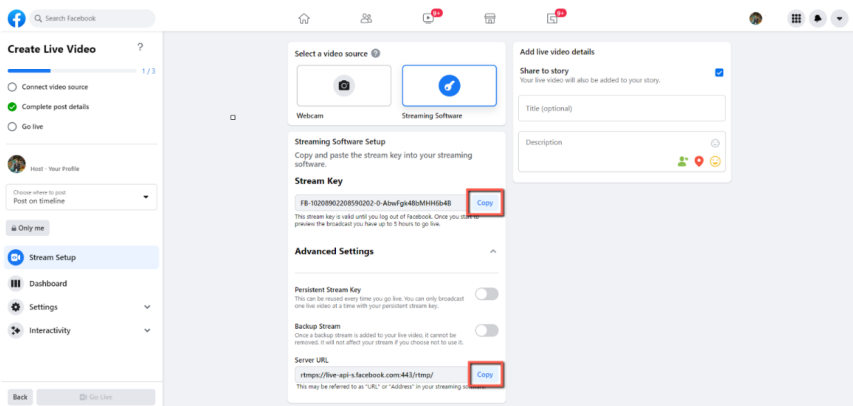 Search Facebook
9+
9+
Create Live Video
?
1 / 3
Connect video source
Complete post details
Go live
Host · Your Profile
Choose where to post
Post on timeline
Only me
Stream Setup
Dashboard
Settings
Interactivity
Back
Go Live
Select a video source ?
Webcam
Streaming Software
Streaming Software Setup
Copy and paste the stream key into your streaming
software.
Stream Key
FB-10208902208590202-0-AbwFgk4BbMHH6b4B
Copy
This stream key is valid until you log out of Facebook. Once you start to
preview the broadcast you have up to 5 hours to go live.
Advanced Settings
Persistent Stream Key
This can be reused every time you go live. You can only broadcast
one live video at a time with your persistent stream key.
Backup Stream
Once a backup stream is added to your live video, it cannot be
removed. It will not affect your stream if you choose not to use it.
Server URL
rtmps://live-api-s.facebook.com:443/rtmp/
Copy
This may be referred to as "URL" or "Address" in your streaming software.
Add live video details
Share to story
Your live video will also be added to your story.
Title (optional)
Description